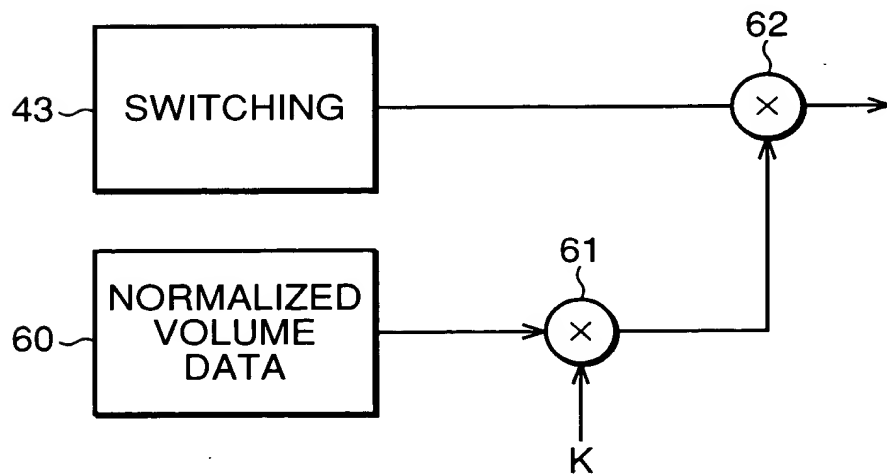 62
43
SWITCHING
×
61
60
NORMALIZED
VOLUME
DATA
×
K